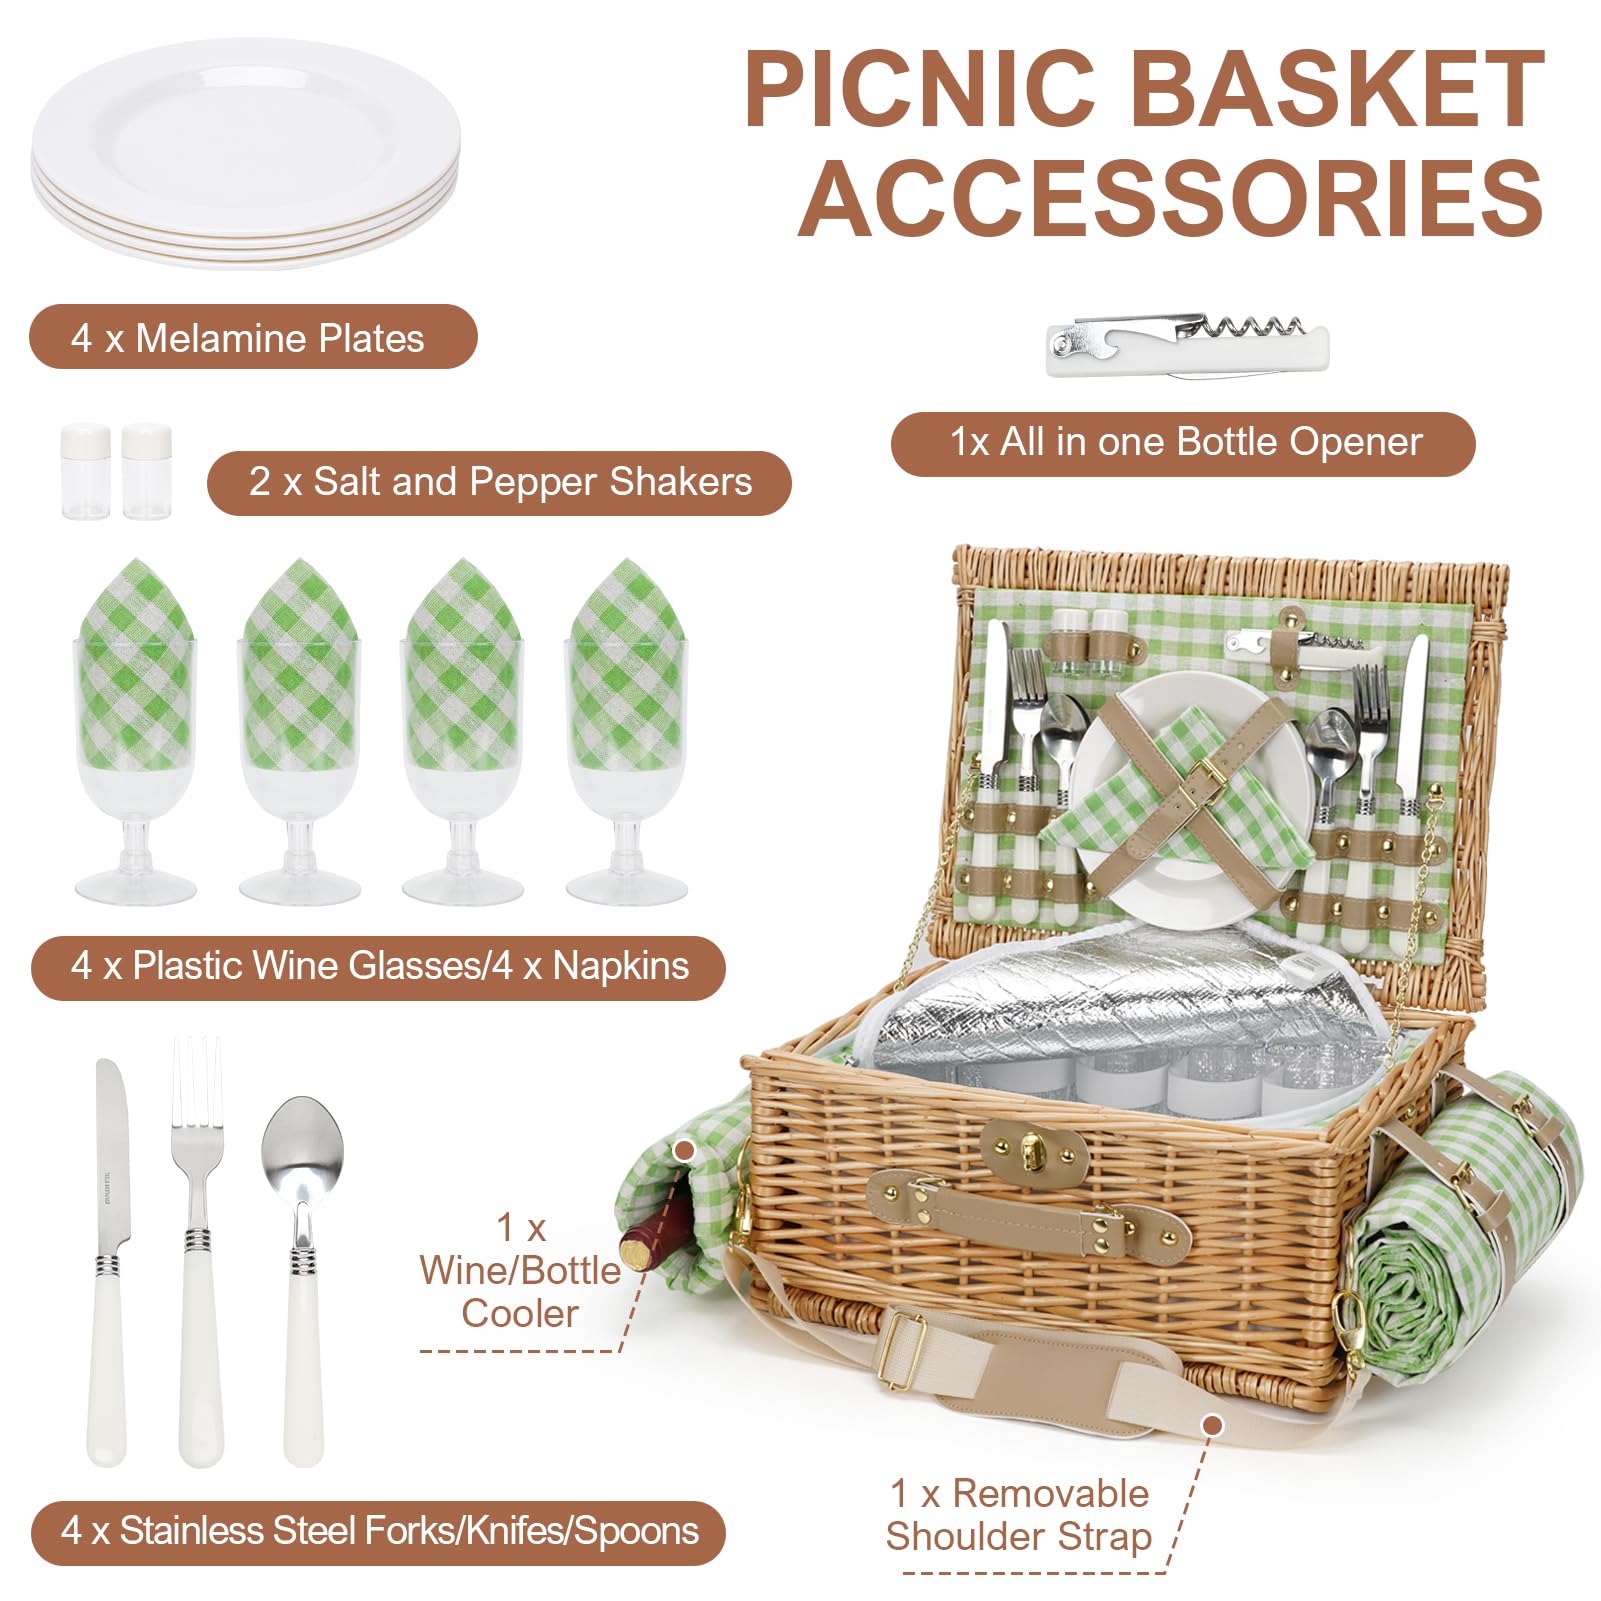 PICNIC BASKET
ACCESSORIES
4 x Melamine Plates
1x All in one Bottle Opener
2 x Salt and Pepper Shakers
4 x Plastic Wine Glasses/4 x Napkins
1 x
Wine/Bottle
Cooler
1 x Removable
Shoulder Strap
4 x Stainless Steel Forks/Knifes/Spoons